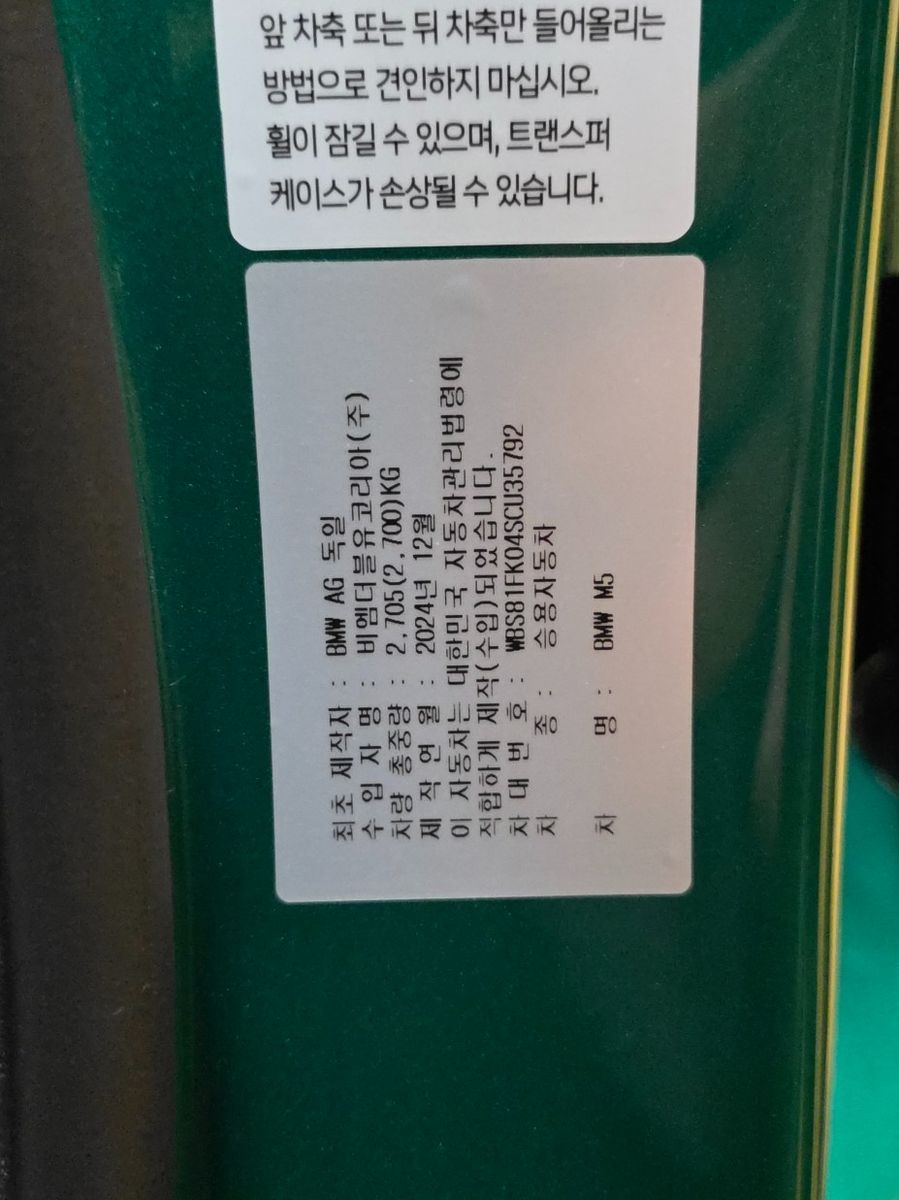 앞 차축 또는 뒤 차축만 들어올리는
방법으로 견인하지 마십시오.
휠이 잠길 수 있으며, 트랜스퍼
케이스가 손상될 수 있습니다.
최초 제작자 : BMW AG 독일
수 입 자 명 : 비엠더블유코리아(주)
차량 총중량 : 2,705(2,700)KG
제 작 연 월 : 2024년 12월
이 자동차는 대한민국 자동차관리법령에
적합하게 제작(수입)되었습니다.
차 대 번 호 : WBS81FK04SCU35792
차 종 : 승용자동차
차 명 : BMW M5